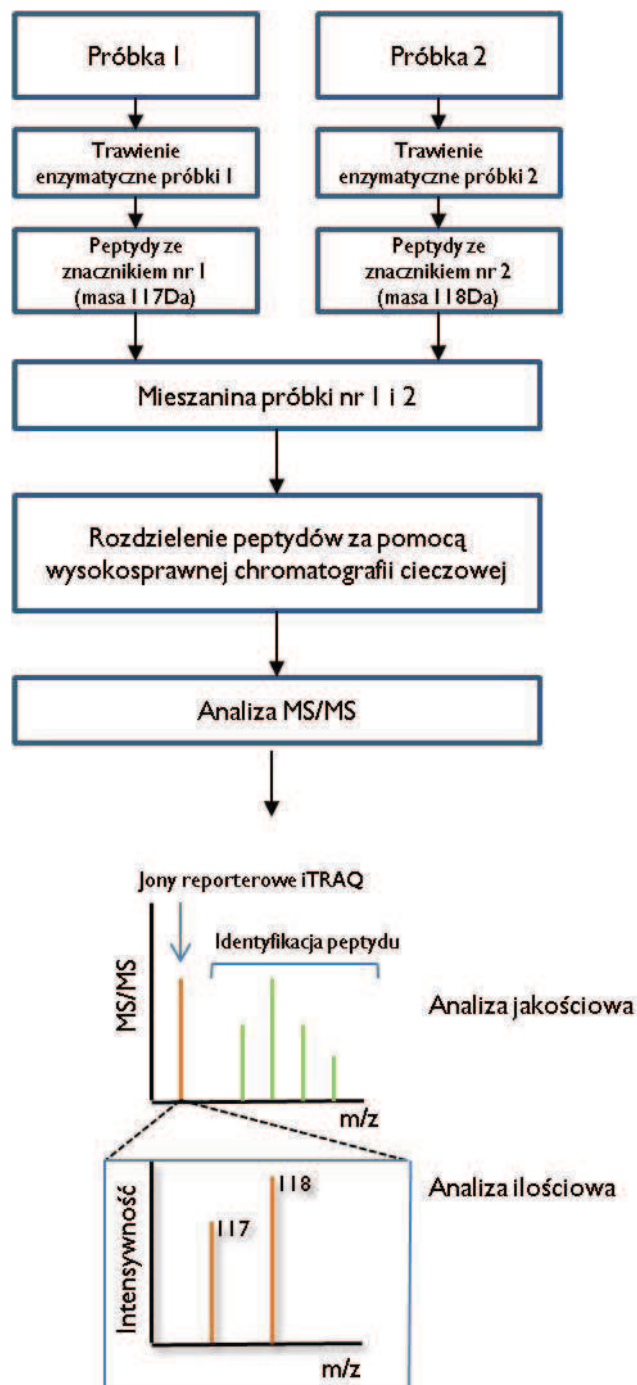 Próbka 1
Próbka 2
Trawienie
enzymatyczne próbki 1
Trawienie
enzymatyczne próbki 2
Peptydy ze
znacznikiem nr 1
(masa 117Da)
Peptydy ze
znacznikiem nr 2
(masa 118Da)
Mieszanina próbki nr 1 i 2
Rozdzielenie peptydów za pomocą
wysokosprawnej chromatografii cieczowej
Analiza MS/MS
Jony reporterowe iTRAQ
Identyfikacja peptydu
MS/MS
Analiza jakościowa
m/z
Analiza ilościowa
118
117
Intensywność
m/z